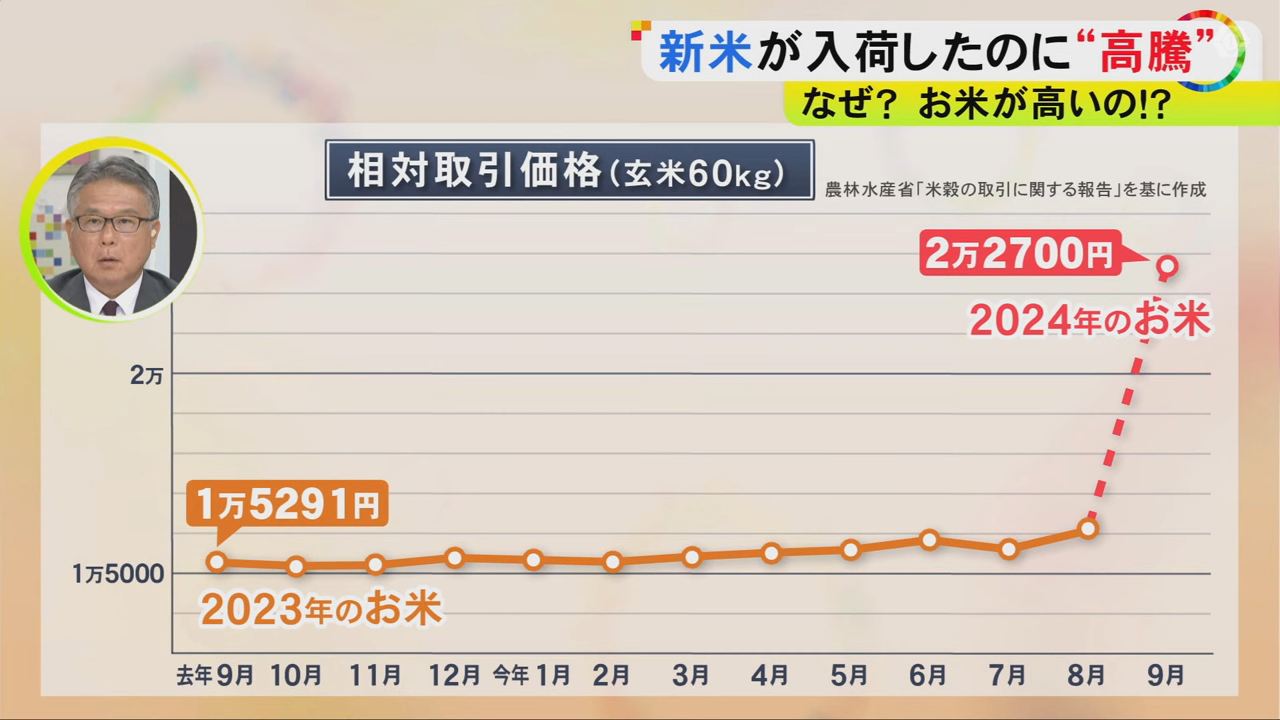 新米が入荷したのに“高騰”
なぜ? お米が高いの!?
相対取引価格(玄米60kg)
農林水産省「米穀の取引に関する報告」を基に作成
2万2700円
2024年のお米
2万
1万5291円
1万5000
2023年のお米
去年9月 10月 11月 12月 今年1月 2月 3月 4月 5月 6月 7月 8月 9月